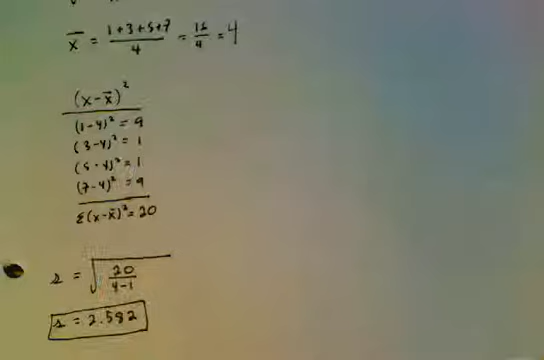 x̄ = 1+3+5+7/4 = 16/4 = 4
(x-x̄)²
(1-4)² = 9
(3-4)² = 1
(5-4)² = 1
(7-4)² = 9
Σ(x-x̄)² = 20
s = √20/4-1
s = 2.582